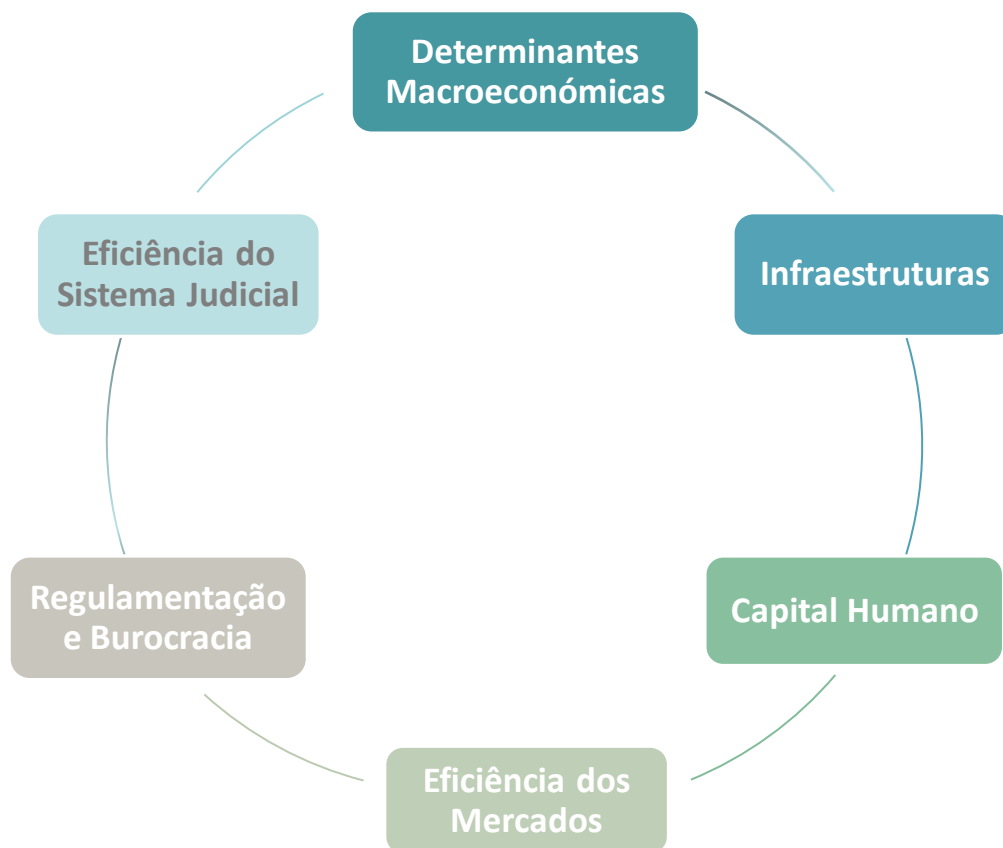 Determinantes
Macroeconómicas
Infraestruturas
Capital Humano
Eficiência dos
Mercados
Regulamentação
e Burocracia
Eficiência do
Sistema Judicial